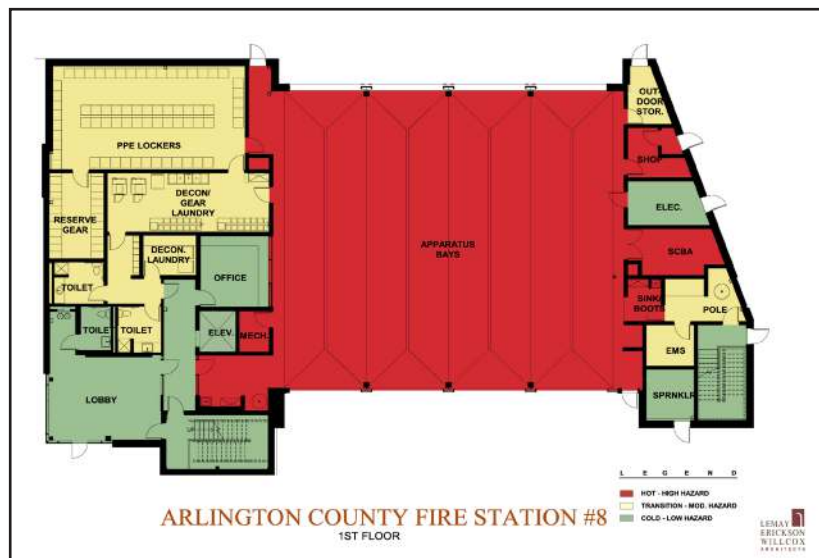 OUT-
DOOR
STOR.
PPE LOCKERS
SHOP
DECON/
GEAR
LAUNDRY
ELEC.
RESERVE
GEAR
DECON.
LAUNDRY
APPARATUS
BAYS
SCBA
OFFICE
TOILET
SINK/
BOOTS
POLE
TOILET
TOILET
ELEV.
MECH.
EMS
LOBBY
SPRNKLR
LEGEND
HOT - HIGH HAZARD
TRANSITION - MOD. HAZARD
COLD - LOW HAZARD
ARLINGTON COUNTY FIRE STATION #8
1ST FLOOR
LEMAY
ERICKSON
WILLCOX
ARCHITECTS